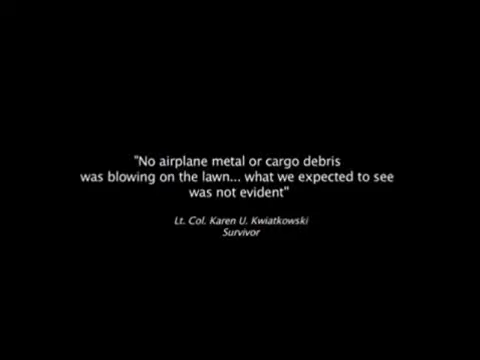 "No airplane metal or cargo debris
was blowing on the lawn... what we expected to see
was not evident"
Lt. Col. Karen U. Kwiatkowski
Survivor